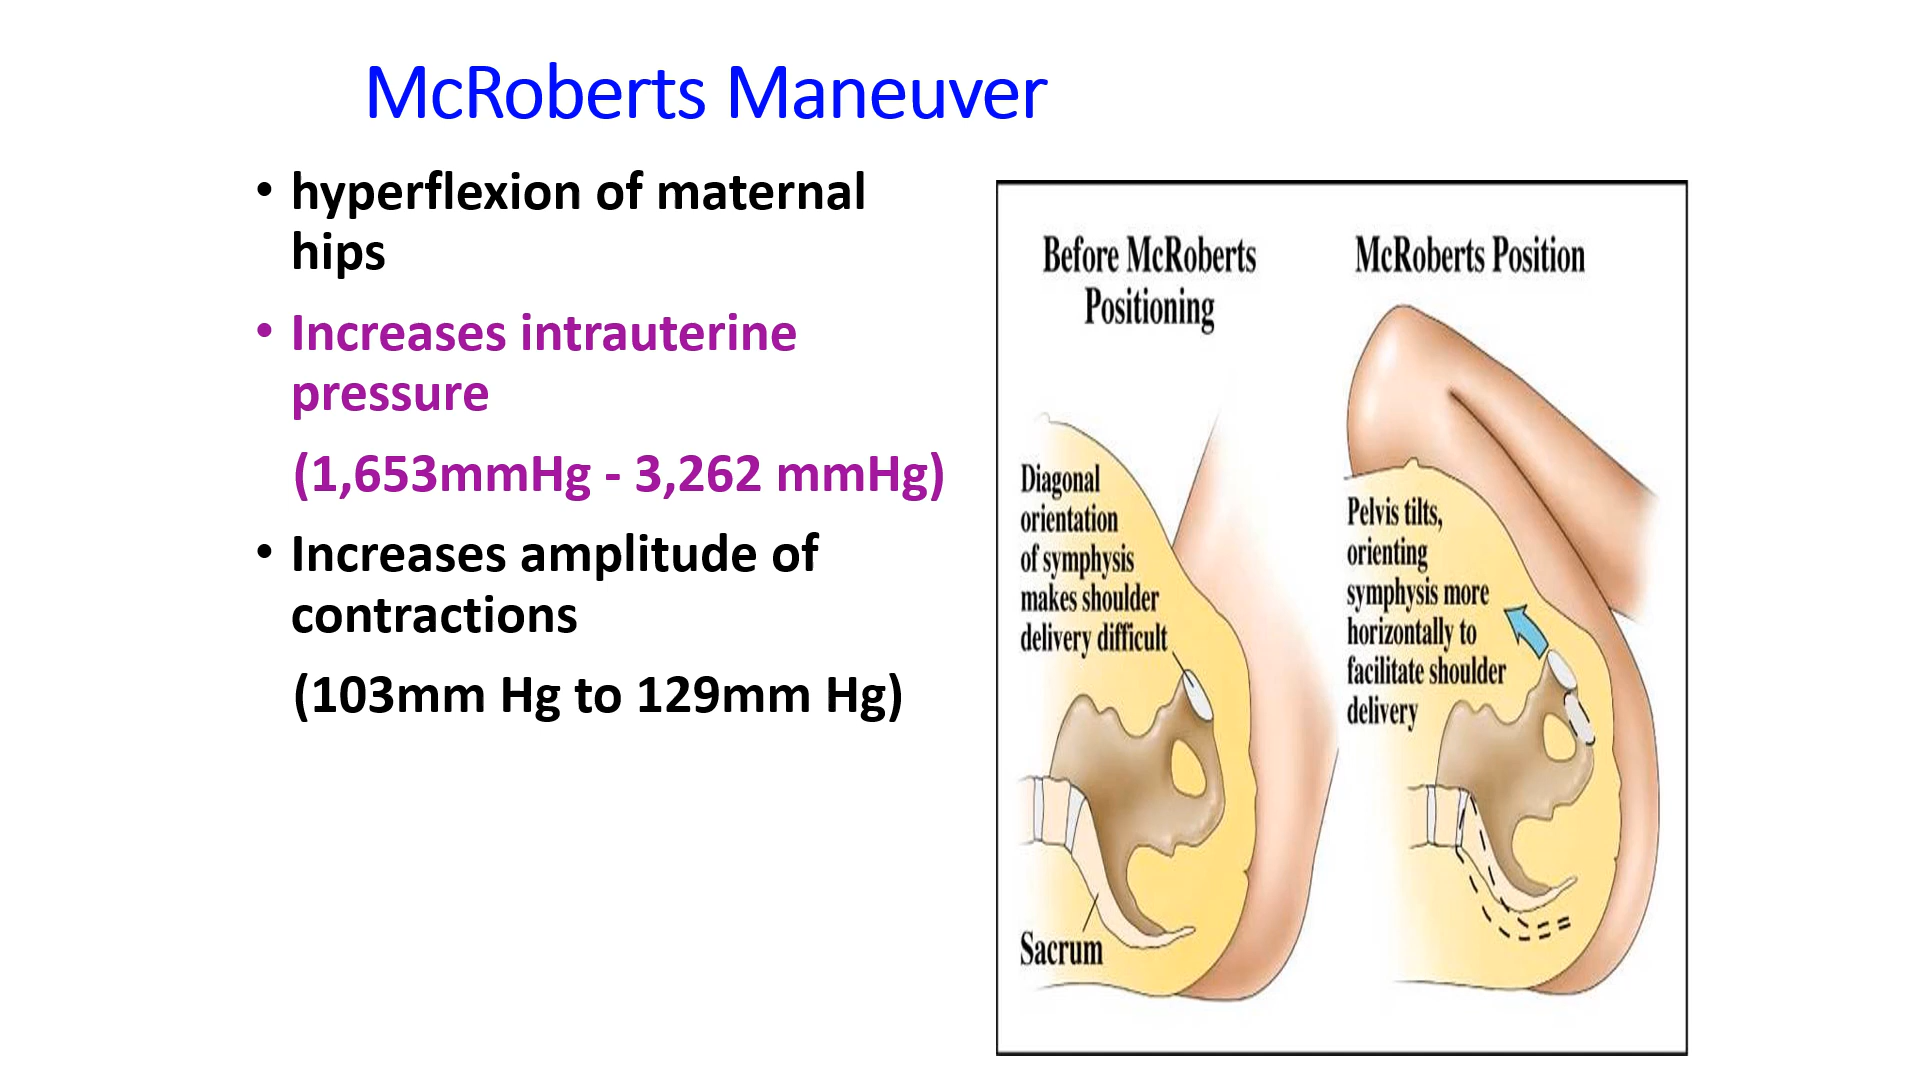 McRoberts Maneuver
• hyperflexion of maternal
hips
• Increases intrauterine
pressure
(1,653mmHg - 3,262 mmHg)
• Increases amplitude of
contractions
(103mm Hg to 129mm Hg)
Before McRoberts
Positioning
Diagonal
orientation
of symphysis
makes shoulder
delivery difficult
Sacrum
McRoberts Position
Pelvis tilts,
orienting
symphysis more
horizontally to
facilitate shoulder
delivery